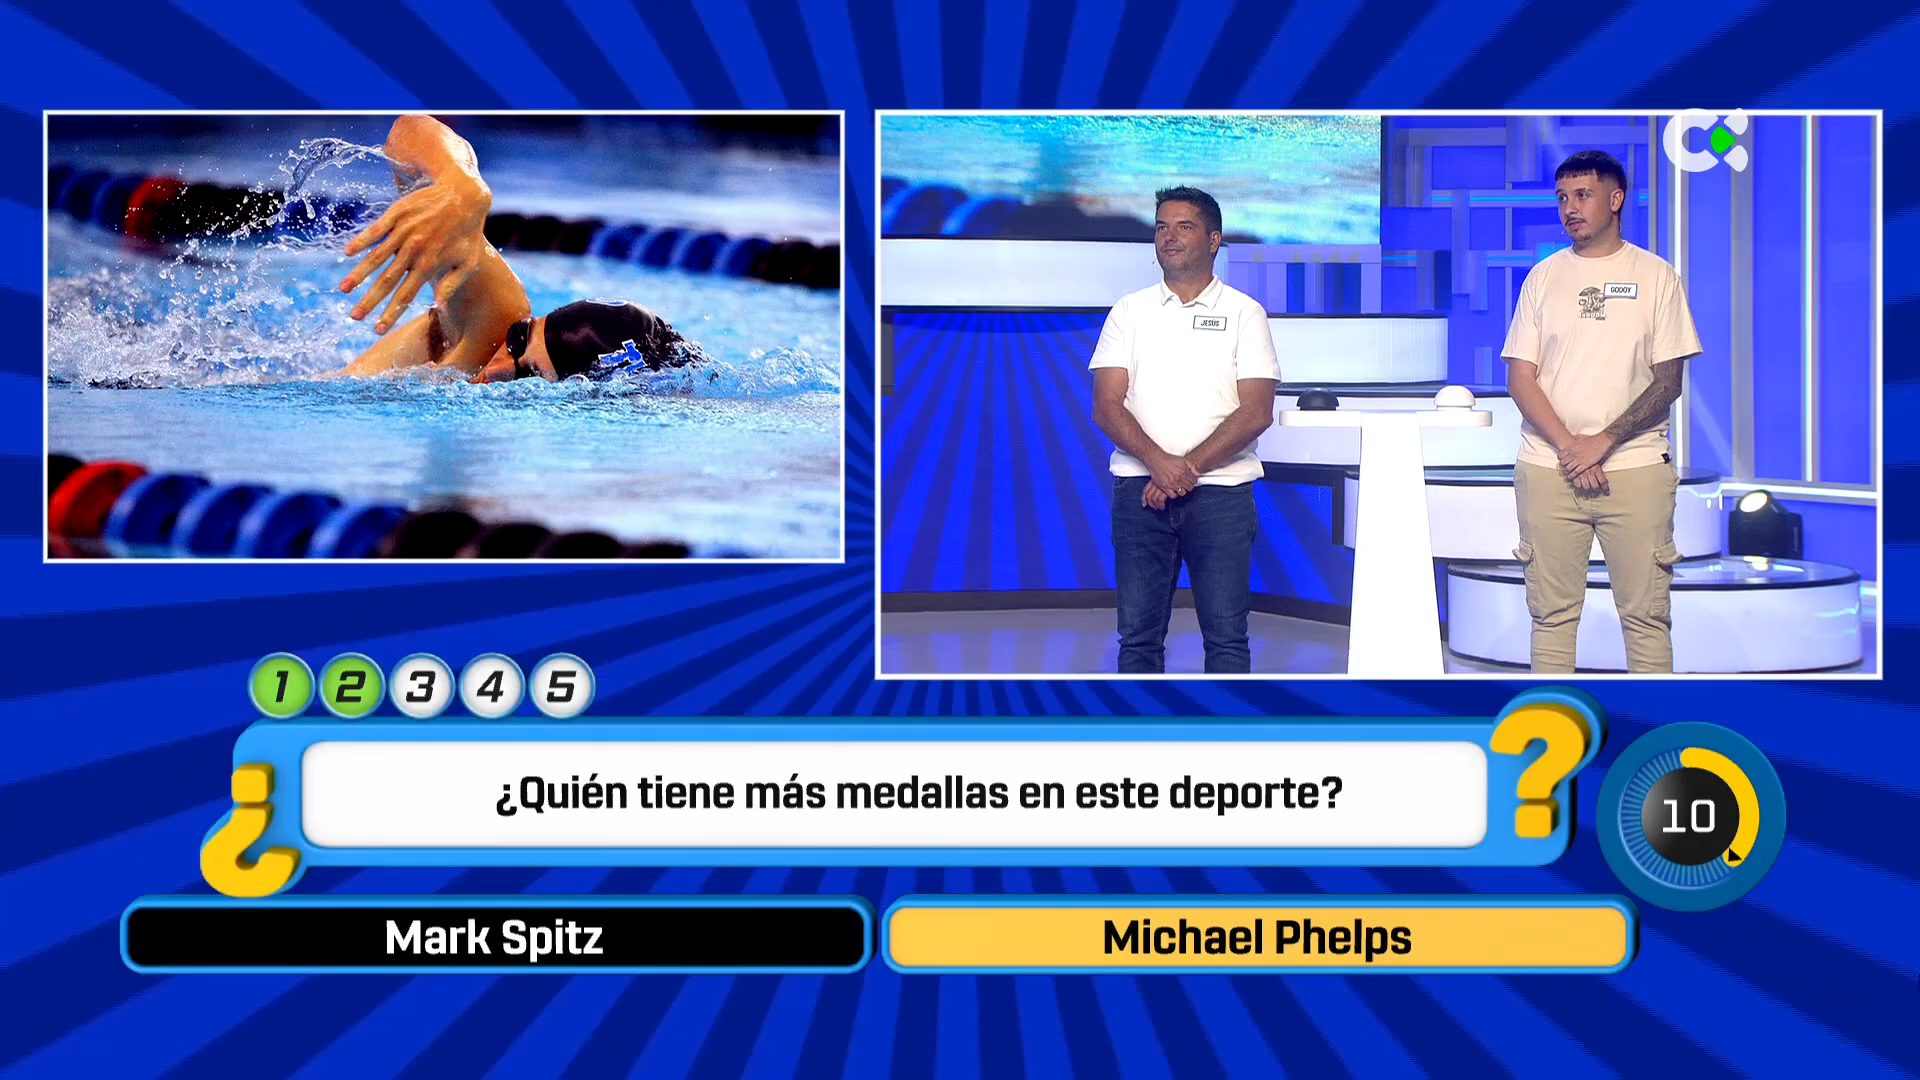 JESÚS
GODOY
1 2 3 4 5
¿Quién tiene más medallas en este deporte?
10
Mark Spitz
Michael Phelps